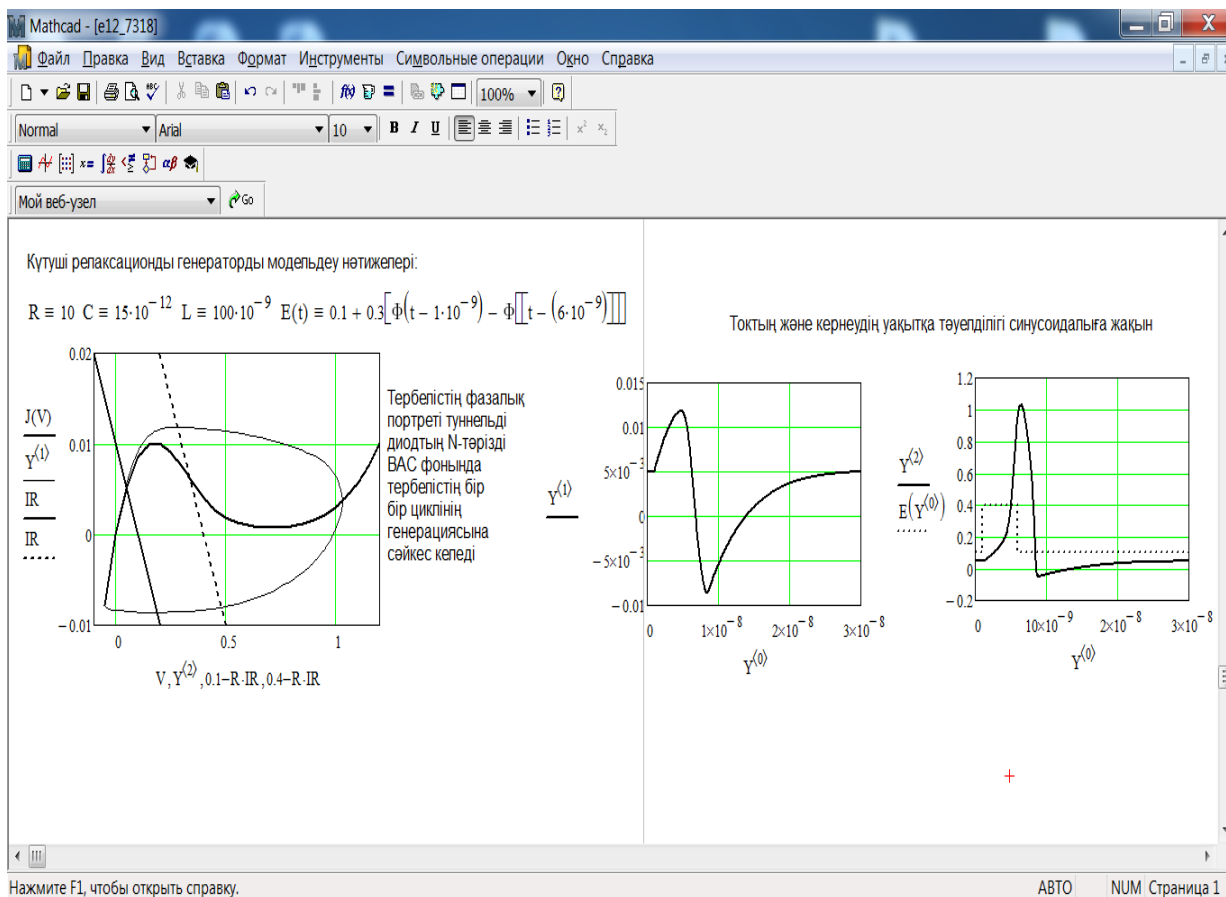 Mathcad - [e12_7318]
Файл Правка Вид Вставка Формат Инструменты Символьные операции Окно Справка
100%
Normal Arial 10 B I U
Мой веб-узел Go
Күтуші релаксационды генераторды модельдеу нәтижелері:
R ≡ 10 C ≡ 15·10^-12 L ≡ 100·10^-9 E(t) ≡ 0.1 + 0.3[Φ(t − 1·10^-9) − Φ[[t − (6·10^-9)]]]
Токтың және кернеудің уақытқа тәуелділігі синусоидалыға жақын
J(V)
Y^⟨1⟩
IR
IR
0.02
0.01
0
−0.01
0 0.5 1
V, Y^⟨2⟩, 0.1−R·IR, 0.4−R·IR
Тербелістің фазалық
портреті туннельді
диодтың N-тәрізді
ВАС фонында
тербелістің бір
бір циклінің
генерациясына
сәйкес келеді
Y^⟨1⟩
0.015
0.01
5×10^-3
0
−5×10^-3
−0.01
0 1×10^-8 2×10^-8 3×10^-8
Y^⟨0⟩
Y^⟨2⟩
E(Y^⟨0⟩)
1.2
1
0.8
0.6
0.4
0.2
0
−0.2
0 10×10^-9 2×10^-8 3×10^-8
Y^⟨0⟩
Нажмите F1, чтобы открыть справку.
АВТО NUM Страница 1